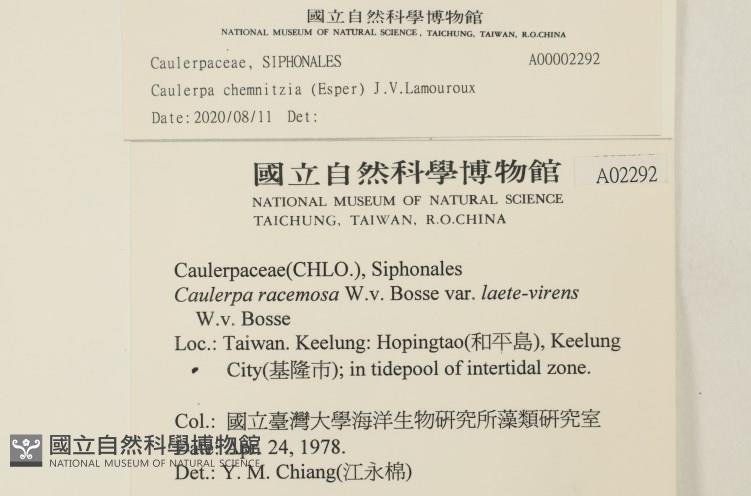 國立自然科學博物館
NATIONAL MUSEUM OF NATURAL SCIENCE, TAICHUNG, TAIWAN, R.O.CHINA
Caulerpaceae, SIPHONALES A00002292
Caulerpa chemnitzia (Esper) J.V.Lamouroux
Date:2020/08/11 Det:
國立自然科學博物館 A02292
NATIONAL MUSEUM OF NATURAL SCIENCE
TAICHUNG, TAIWAN, R.O.CHINA
Caulerpaceae(CHLO.), Siphonales
Caulerpa racemosa W.v. Bosse var. laete-virens
W.v. Bosse
Loc.: Taiwan. Keelung: Hopingtao(和平島), Keelung
City(基隆市); in tidepool of intertidal zone.
Col.: 國立臺灣大學海洋生物研究所藻類研究室
Date: Apr. 24, 1978.
Det.: Y. M. Chiang(江永棉)
國立自然科學博物館
NATIONAL MUSEUM OF NATURAL SCIENCE